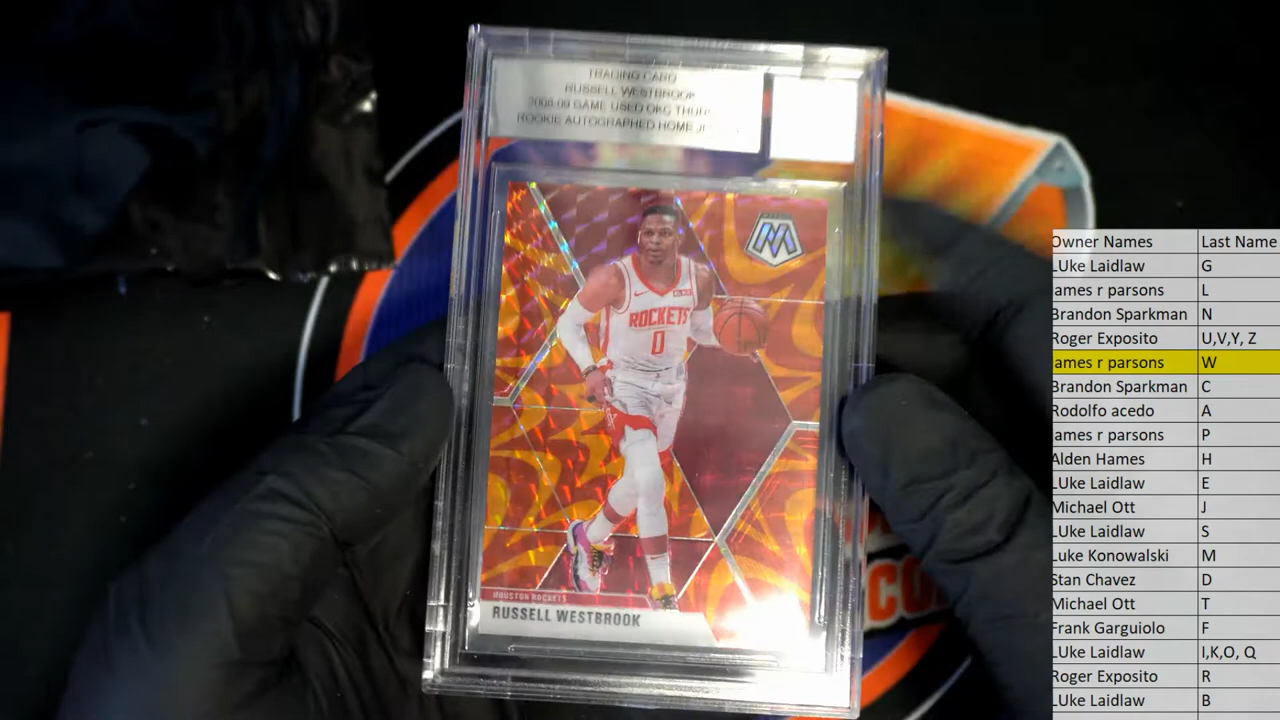 TRADING CARD
RUSSELL WESTBROOK
2008-09 GAME USED OKC THUN
ROOKIE AUTOGRAPHED HOME
M
ROCKETS
0
HOUSTON ROCKETS
RUSSELL WESTBROOK
CO
Owner Names Last Name
LUke Laidlaw G
ames r parsons L
Brandon Sparkman N
Roger Exposito U,V,Y, Z
ames r parsons W
Brandon Sparkman C
Rodolfo acedo A
ames r parsons P
Alden Hames H
LUke Laidlaw E
Michael Ott J
LUke Laidlaw S
Luke Konowalski M
Stan Chavez D
Michael Ott T
Frank Garguiolo F
LUke Laidlaw I,K,O, Q
Roger Exposito R
LUke Laidlaw B